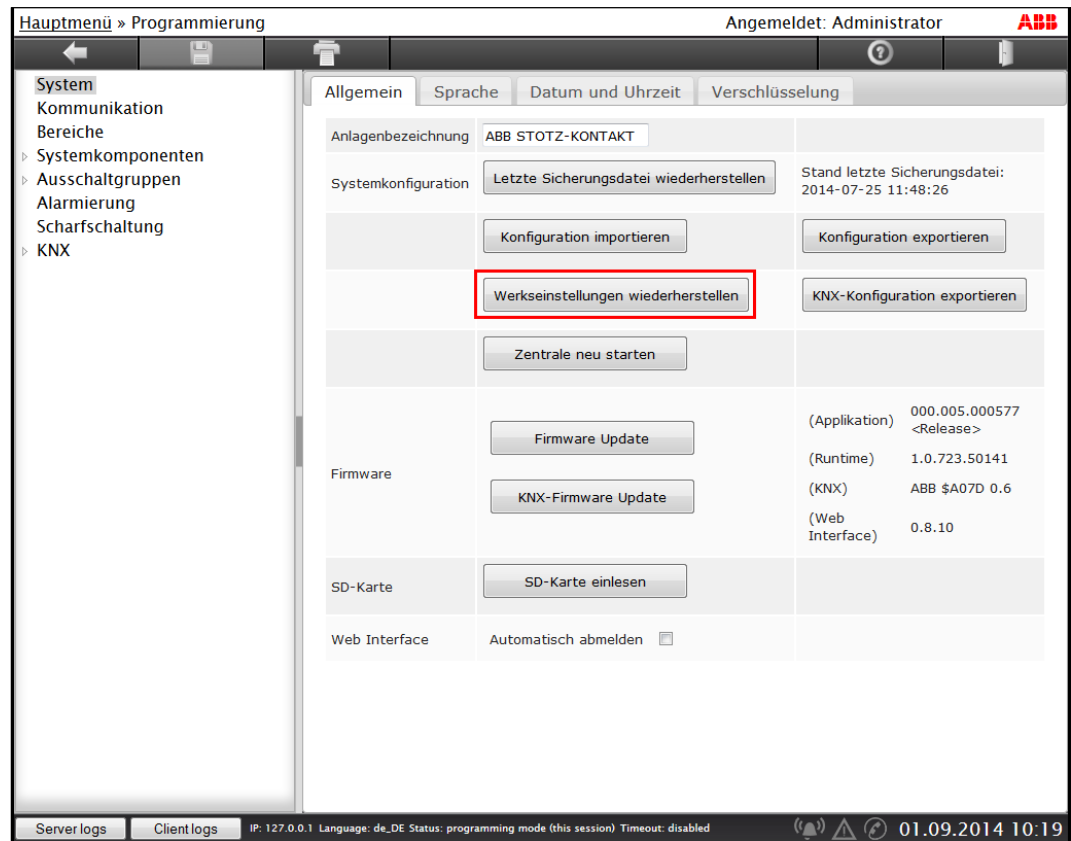 Hauptmenü » Programmierung
Angemeldet: Administrator
ABB
System
Kommunikation
Bereiche
Systemkomponenten
Ausschaltgruppen
Alarmierung
Scharfschaltung
KNX
Allgemein
Sprache
Datum und Uhrzeit
Verschlüsselung
Anlagenbezeichnung
ABB STOTZ-KONTAKT
Systemkonfiguration
Letzte Sicherungsdatei wiederherstellen
Stand letzte Sicherungsdatei:
2014-07-25 11:48:26
Konfiguration importieren
Konfiguration exportieren
Werkseinstellungen wiederherstellen
KNX-Konfiguration exportieren
Zentrale neu starten
Firmware
Firmware Update
KNX-Firmware Update
(Applikation)
000.005.000577
<Release>
(Runtime)
1.0.723.50141
(KNX)
ABB $A07D 0.6
(Web
Interface)
0.8.10
SD-Karte
SD-Karte einlesen
Web Interface
Automatisch abmelden
Server logs
Client logs
IP: 127.0.0.1 Language: de_DE Status: programming mode (this session) Timeout: disabled
01.09.2014 10:19